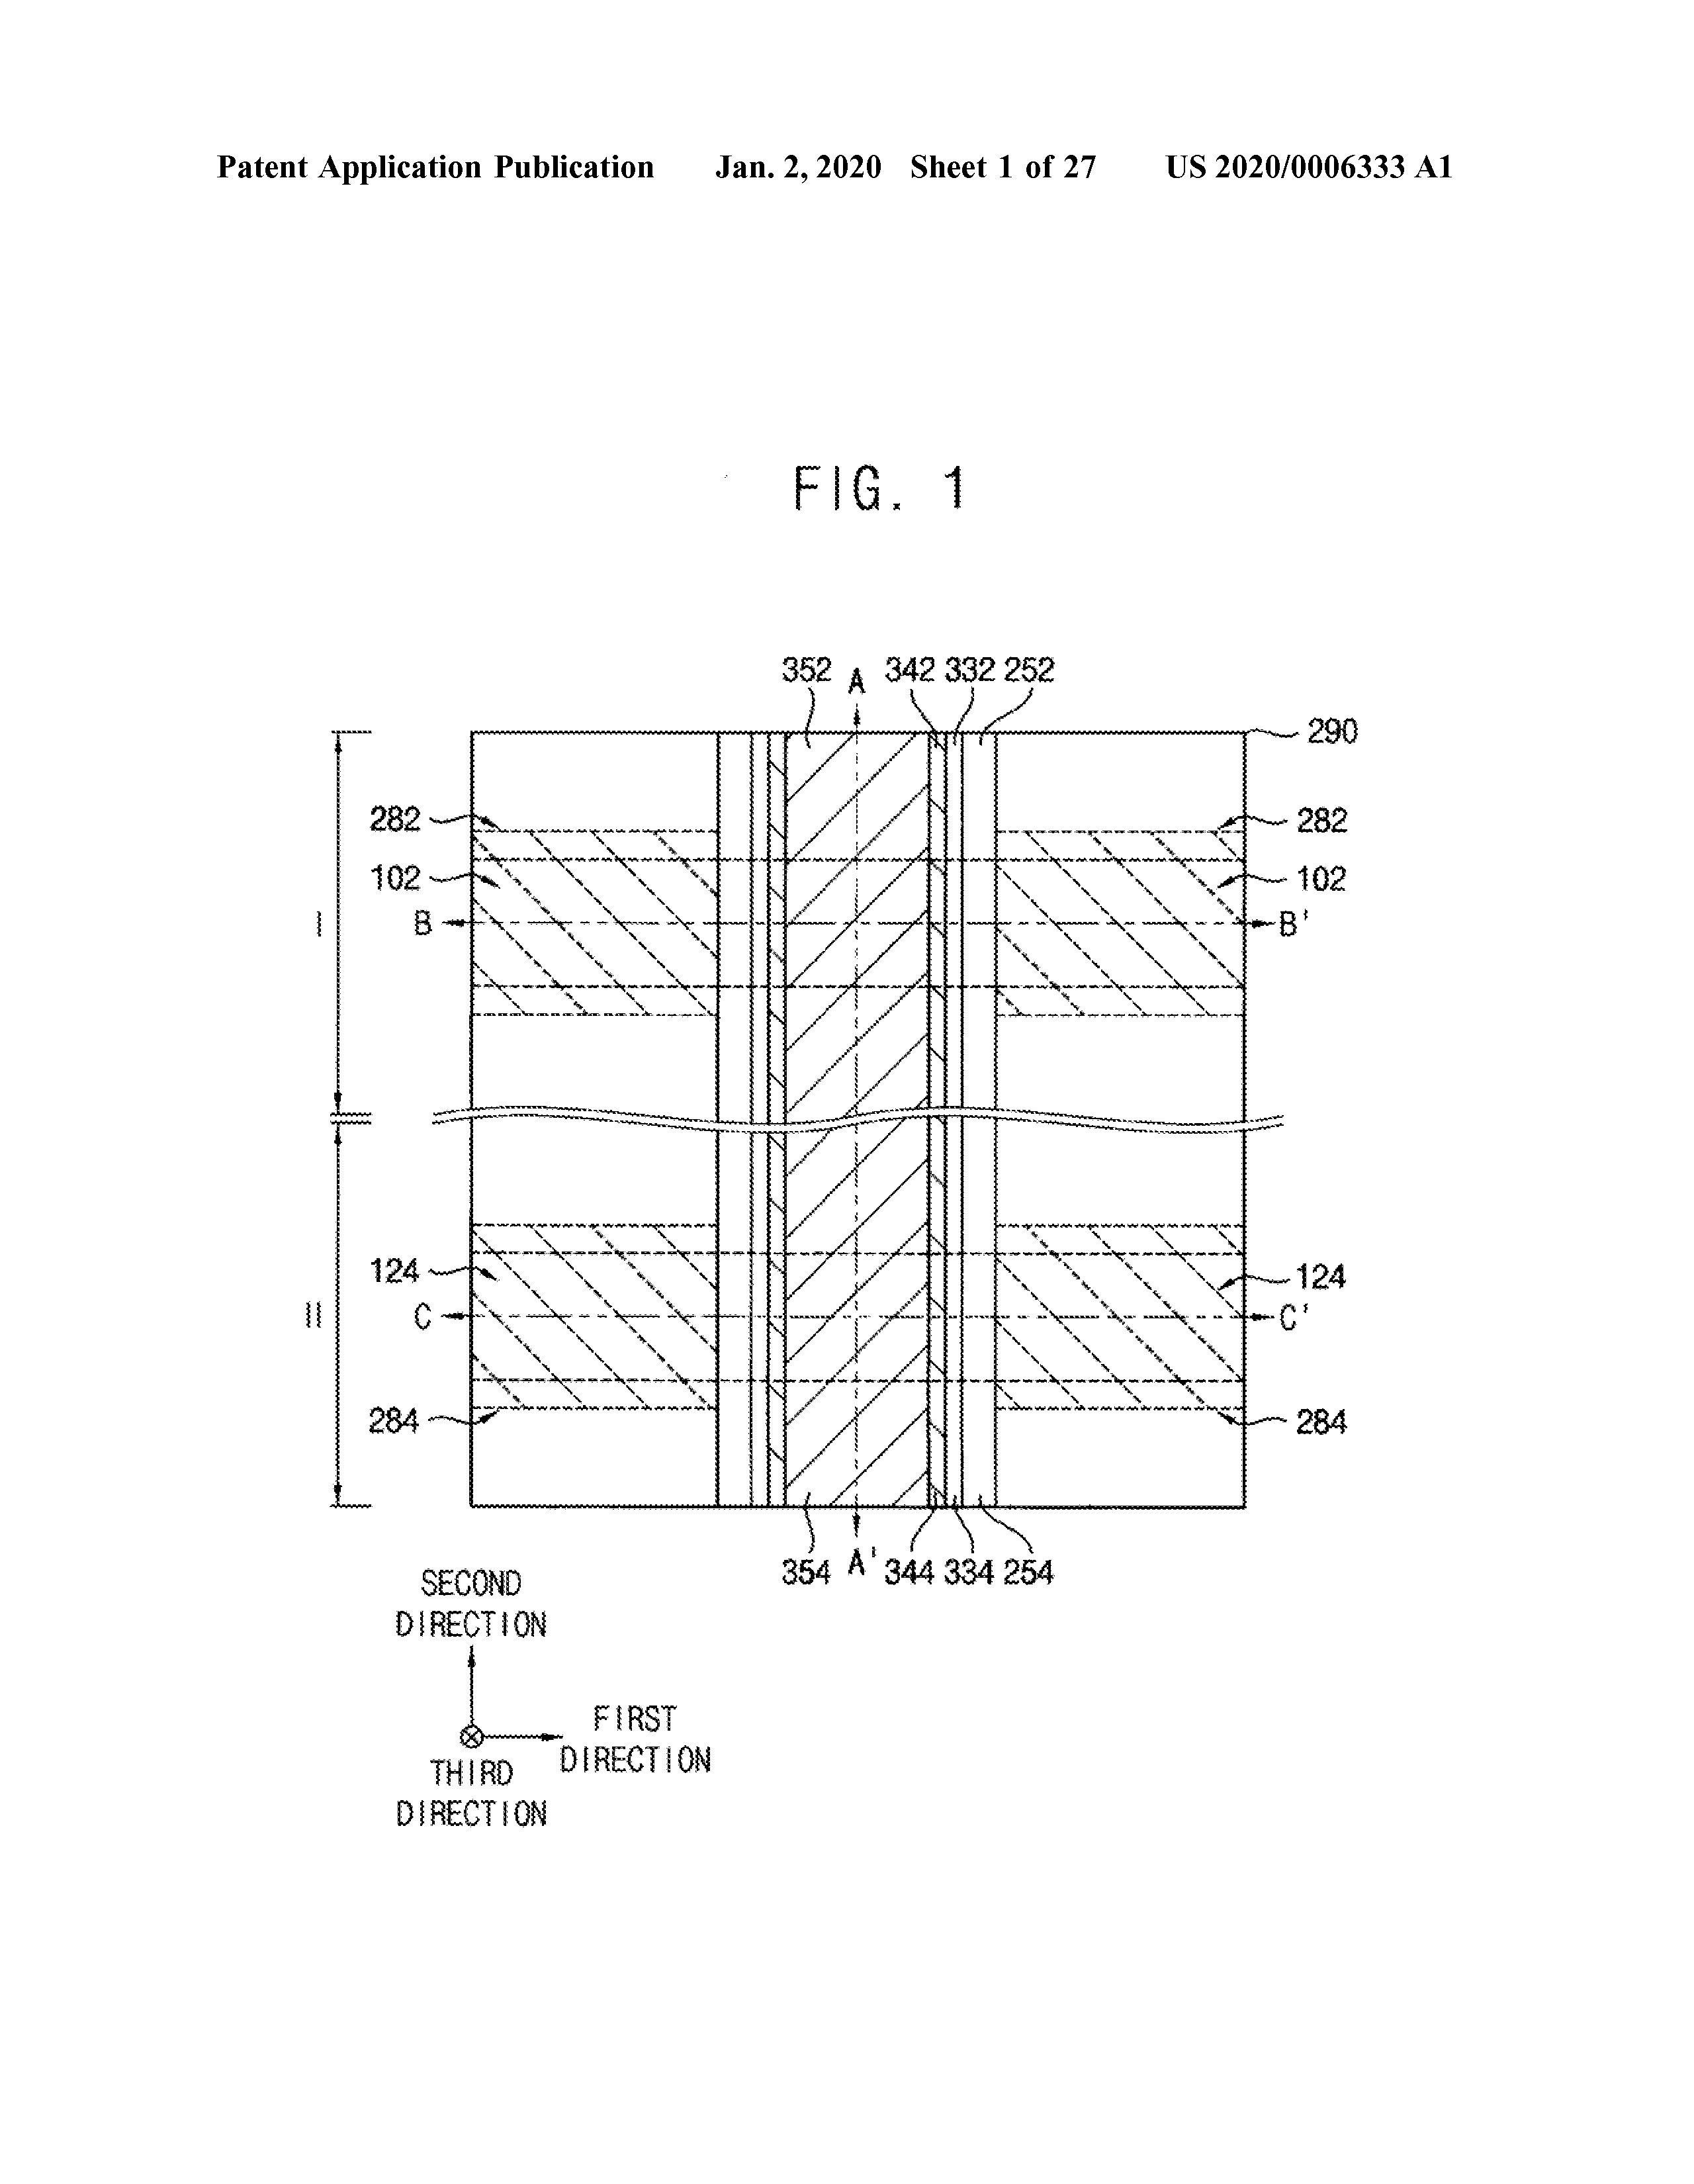 Patent Application Publication Jan. 2, 2020 Sheet 1 of 27 US 2020/0006333 A1
FIG. 1
352 A 342 332 252
290
282 282
102 102
I B B'
124 124
II C C'
284 284
354 A' 344 334 254
SECOND
DIRECTION
FIRST
DIRECTION
THIRD
DIRECTION